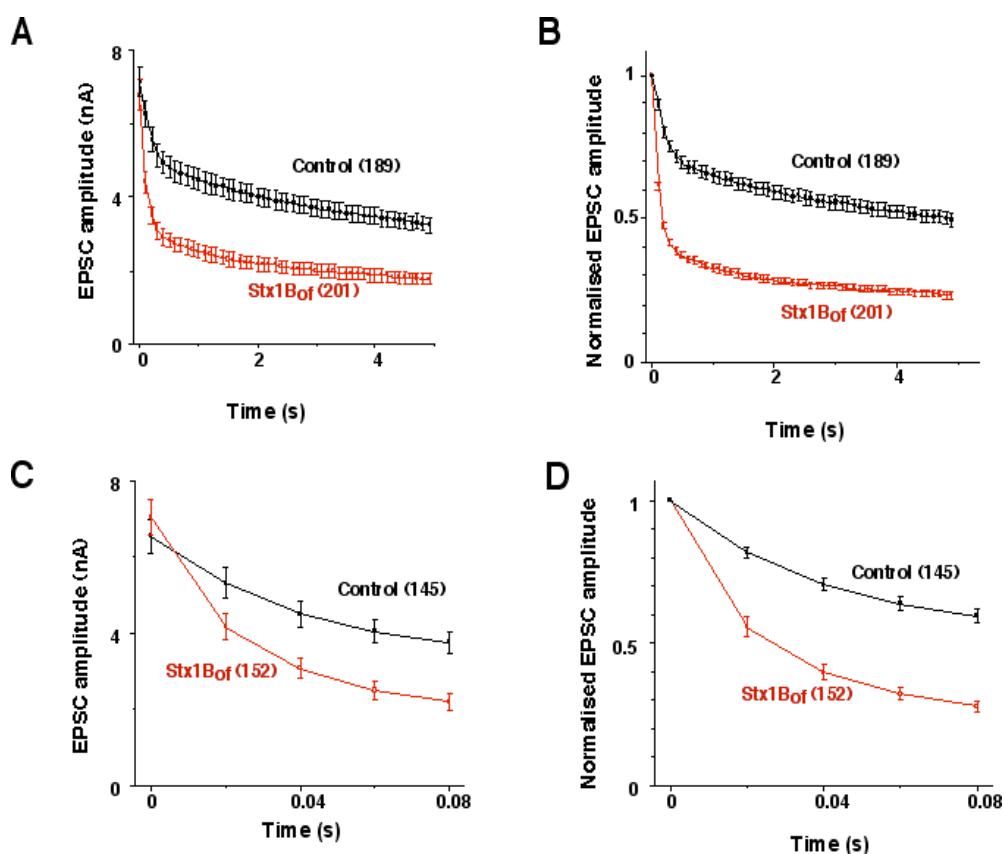 A
8
4
0
EPSC amplitude (nA)
Control (189)
Stx1Bof (201)
0
2
4
Time (s)
B
1
0.5
0
Normalised EPSC amplitude
Control (189)
Stx1Bof (201)
0
2
4
Time (s)
C
8
4
0
EPSC amplitude (nA)
Control (145)
Stx1Bof (152)
0
0.04
0.08
Time (s)
D
1
0.5
0
Normalised EPSC amplitude
Control (145)
Stx1Bof (152)
0
0.04
0.08
Time (s)